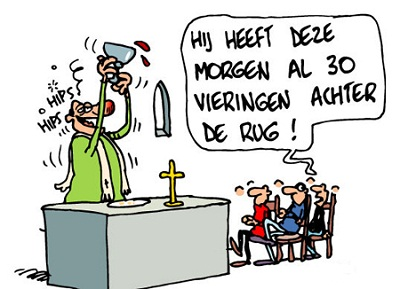 HIPS
HIPS
HIJ HEEFT DEZE
MORGEN AL 30
VIERINGEN ACHTER
DE RUG !